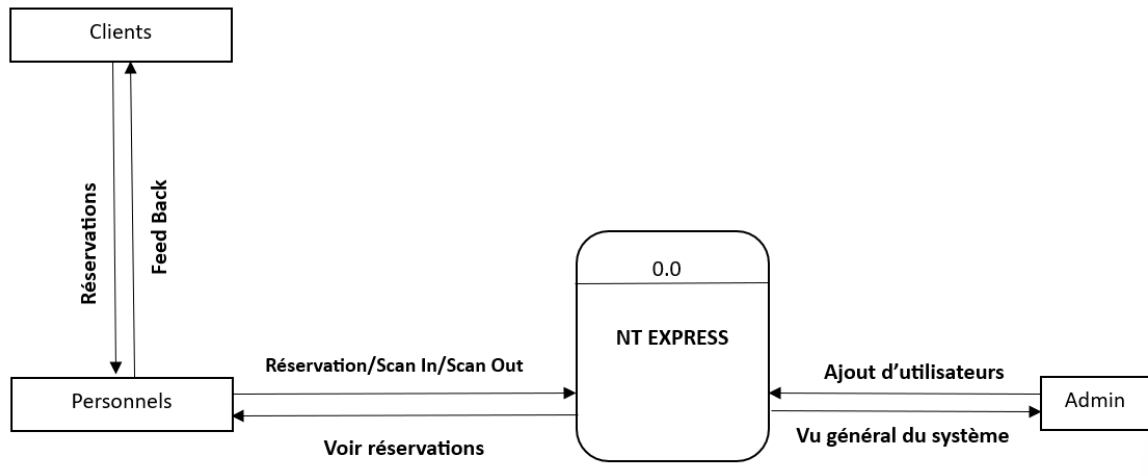 Clients
Réservations
Feed Back
0.0
NT EXPRESS
Réservation/Scan In/Scan Out
Ajout d’utilisateurs
Personnels
Admin
Voir réservations
Vu général du système